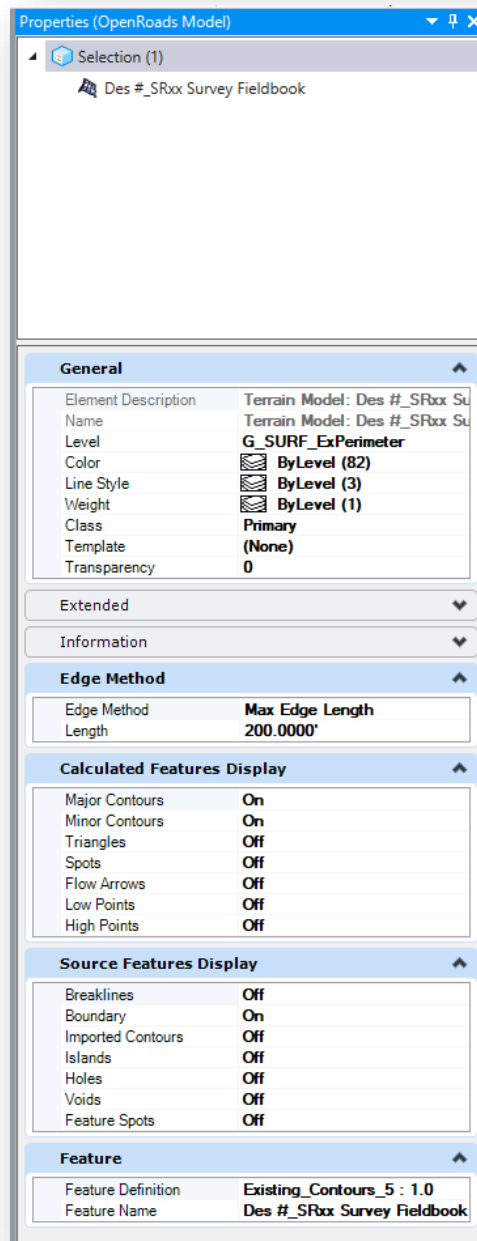 Properties (OpenRoads Model)
Selection (1)
Des #_SRxx Survey Fieldbook
General
Element Description Terrain Model: Des #_SRxx Su
Name Terrain Model: Des #_SRxx Su
Level G_SURF_ExPerimeter
Color ByLevel (82)
Line Style ByLevel (3)
Weight ByLevel (1)
Class Primary
Template (None)
Transparency 0
Extended
Information
Edge Method
Edge Method Max Edge Length
Length 200.0000'
Calculated Features Display
Major Contours On
Minor Contours On
Triangles Off
Spots Off
Flow Arrows Off
Low Points Off
High Points Off
Source Features Display
Breaklines Off
Boundary On
Imported Contours Off
Islands Off
Holes Off
Voids Off
Feature Spots Off
Feature
Feature Definition Existing_Contours_5 : 1.0
Feature Name Des #_SRxx Survey Fieldbook